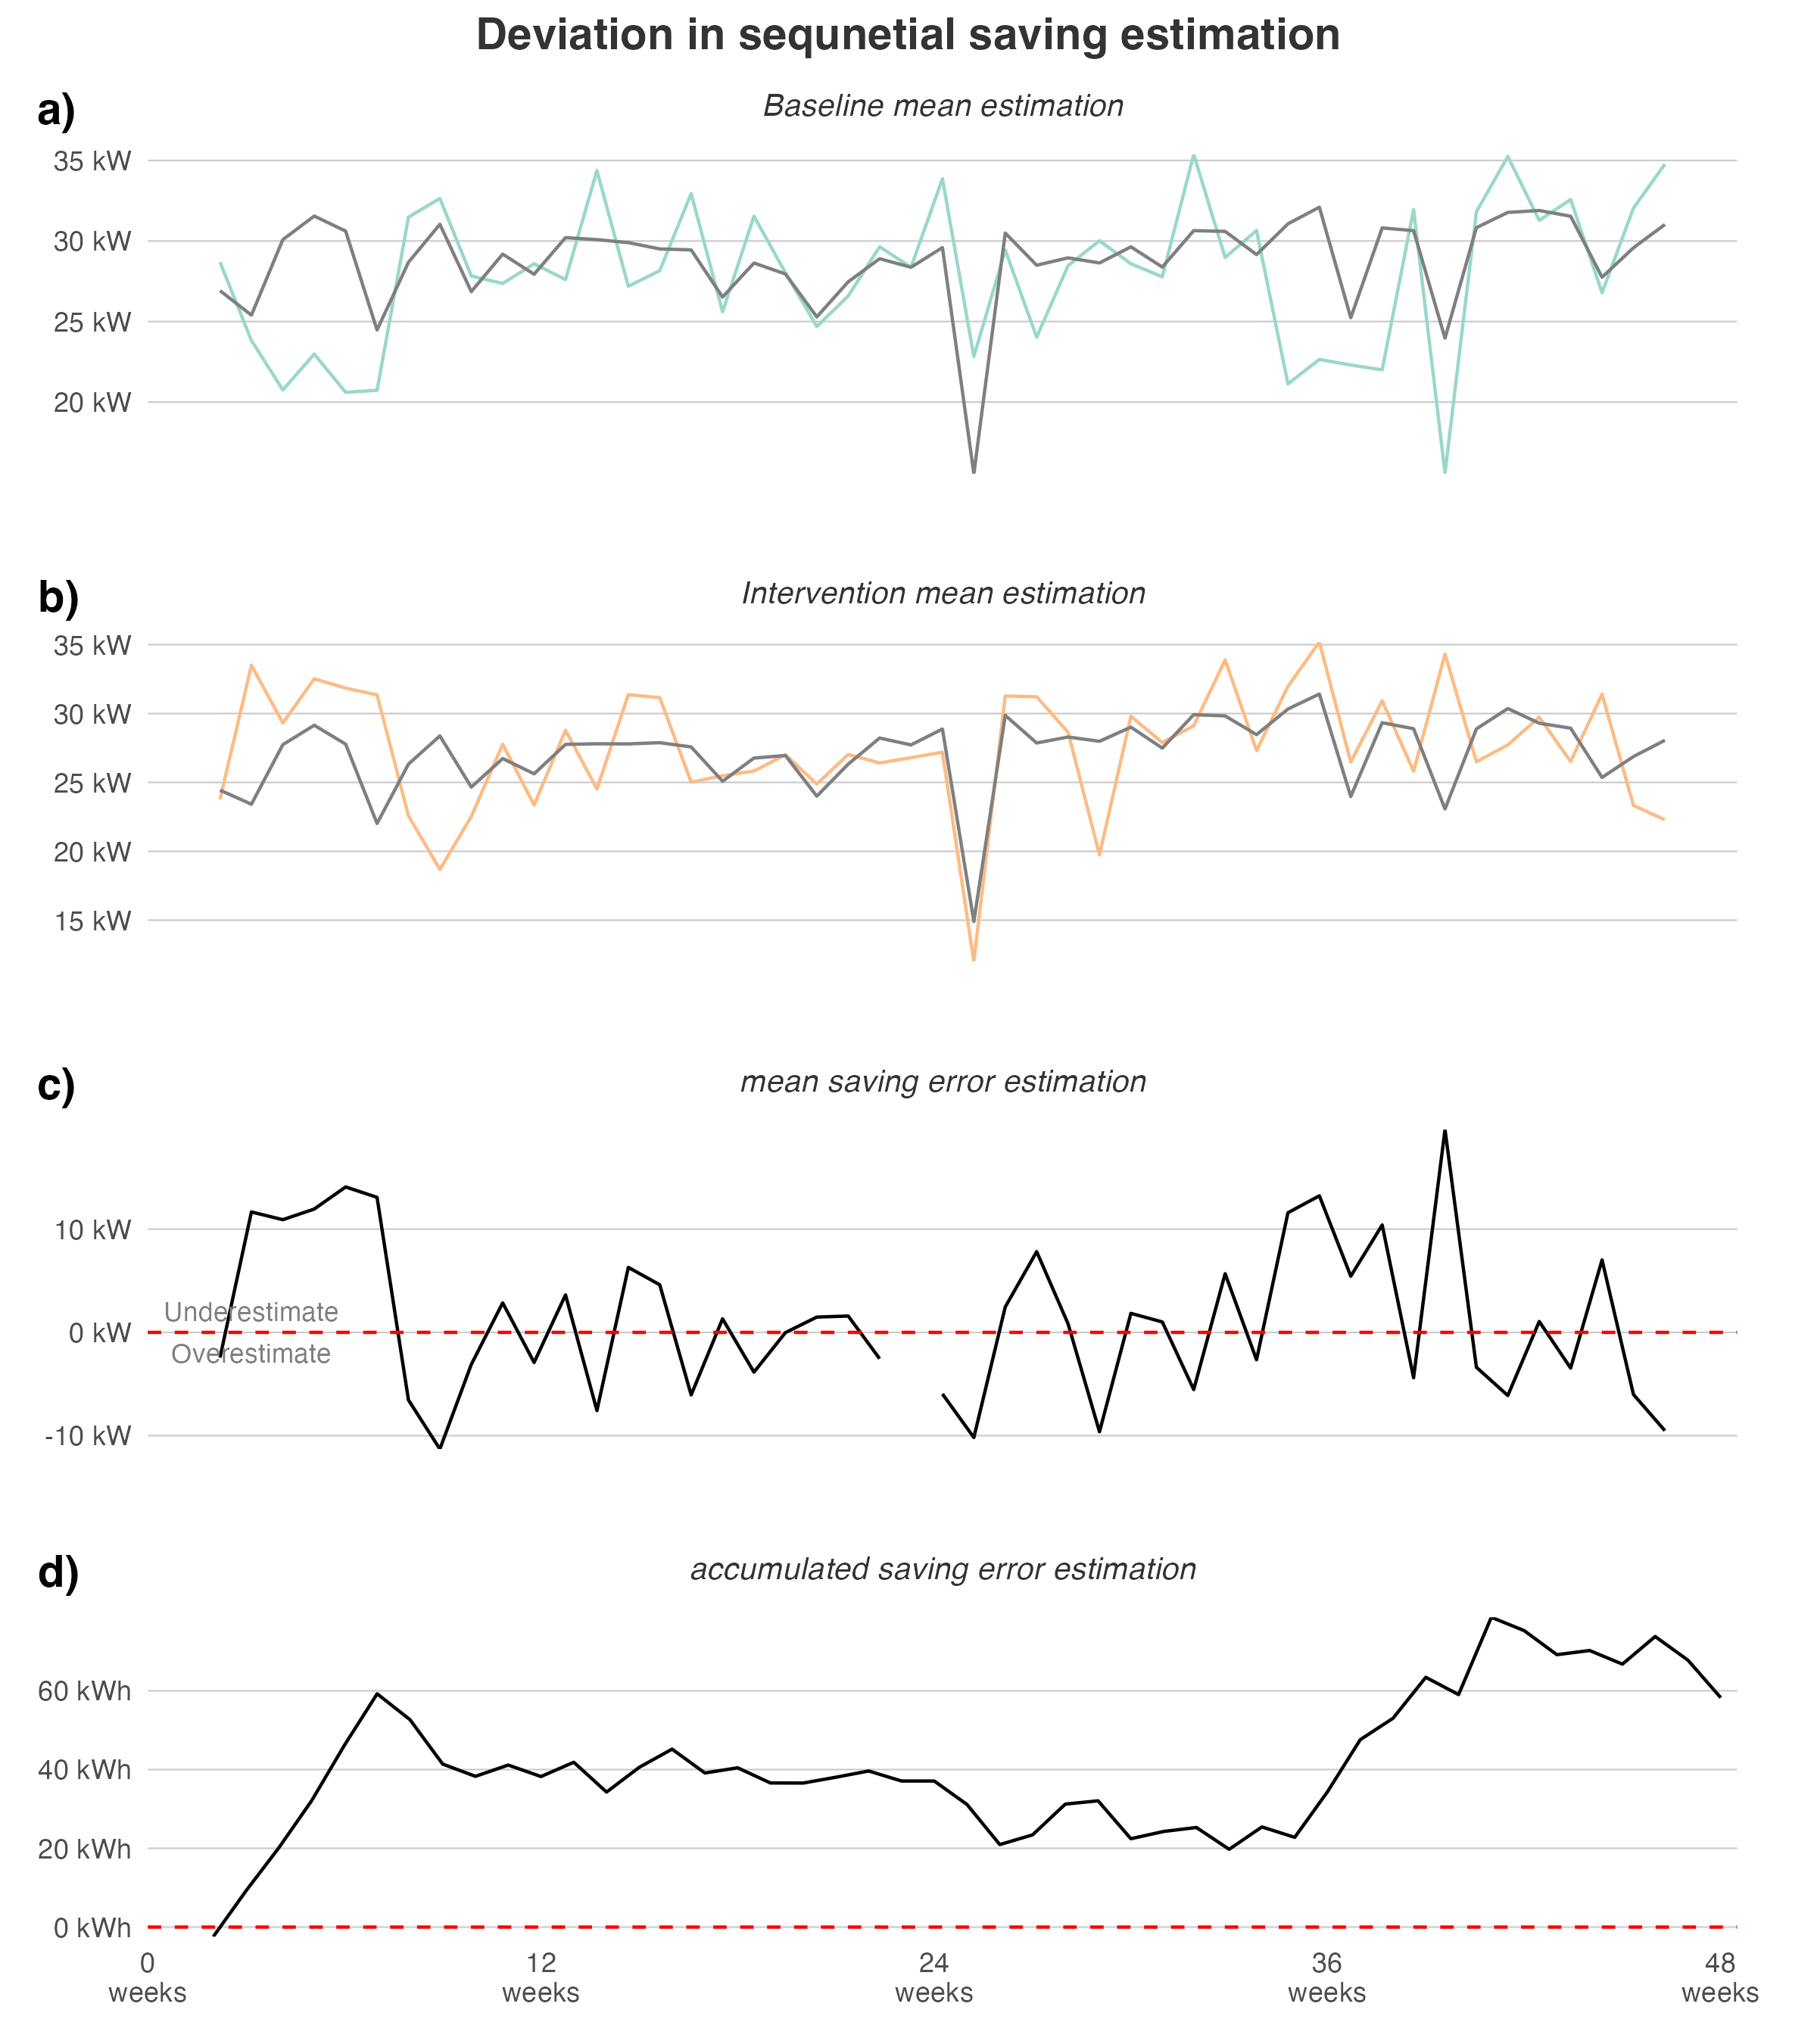 Deviation in sequnetial saving estimation
a)
Baseline mean estimation
35 kW
30 kW
25 kW
20 kW
b)
Intervention mean estimation
35 kW
30 kW
25 kW
20 kW
15 kW
c)
mean saving error estimation
10 kW
Underestimate
0 kW
Overestimate
-10 kW
d)
accumulated saving error estimation
60 kWh
40 kWh
20 kWh
0 kWh
0 12 24 36 48
weeks weeks weeks weeks weeks